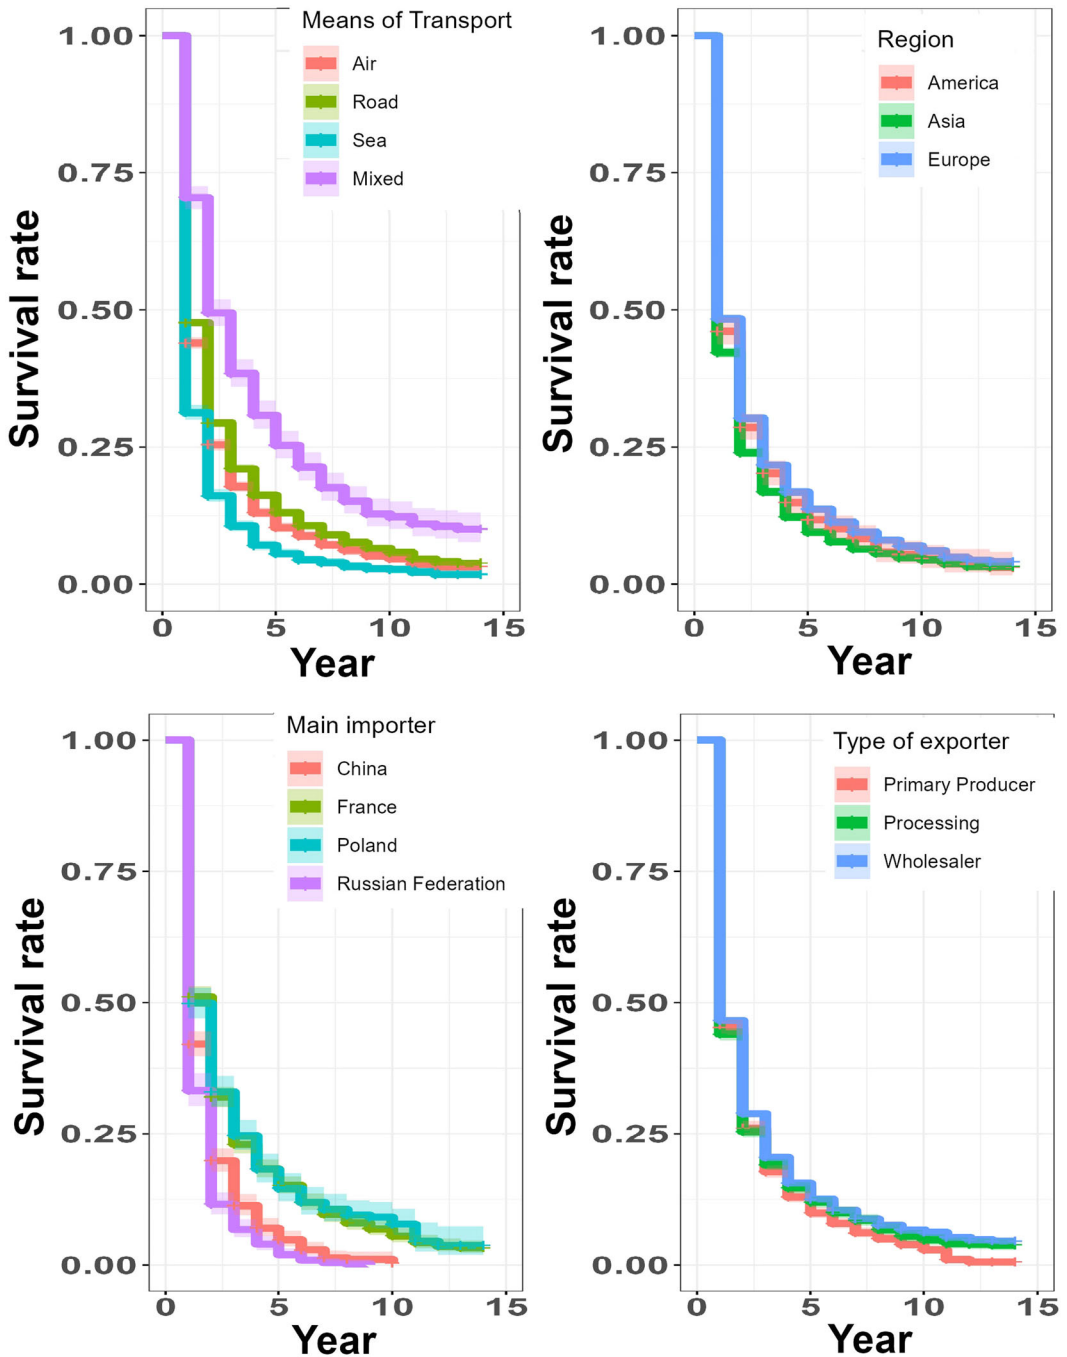 Means of Transport
Air
Road
Sea
Mixed
1.00
0.75
0.50
0.25
0.00
Survival rate
0 5 10 15
Year
Region
America
Asia
Europe
1.00
0.75
0.50
0.25
0.00
Survival rate
0 5 10 15
Year
Main importer
China
France
Poland
Russian Federation
1.00
0.75
0.50
0.25
0.00
Survival rate
0 5 10 15
Year
Type of exporter
Primary Producer
Processing
Wholesaler
1.00
0.75
0.50
0.25
0.00
Survival rate
0 5 10 15
Year